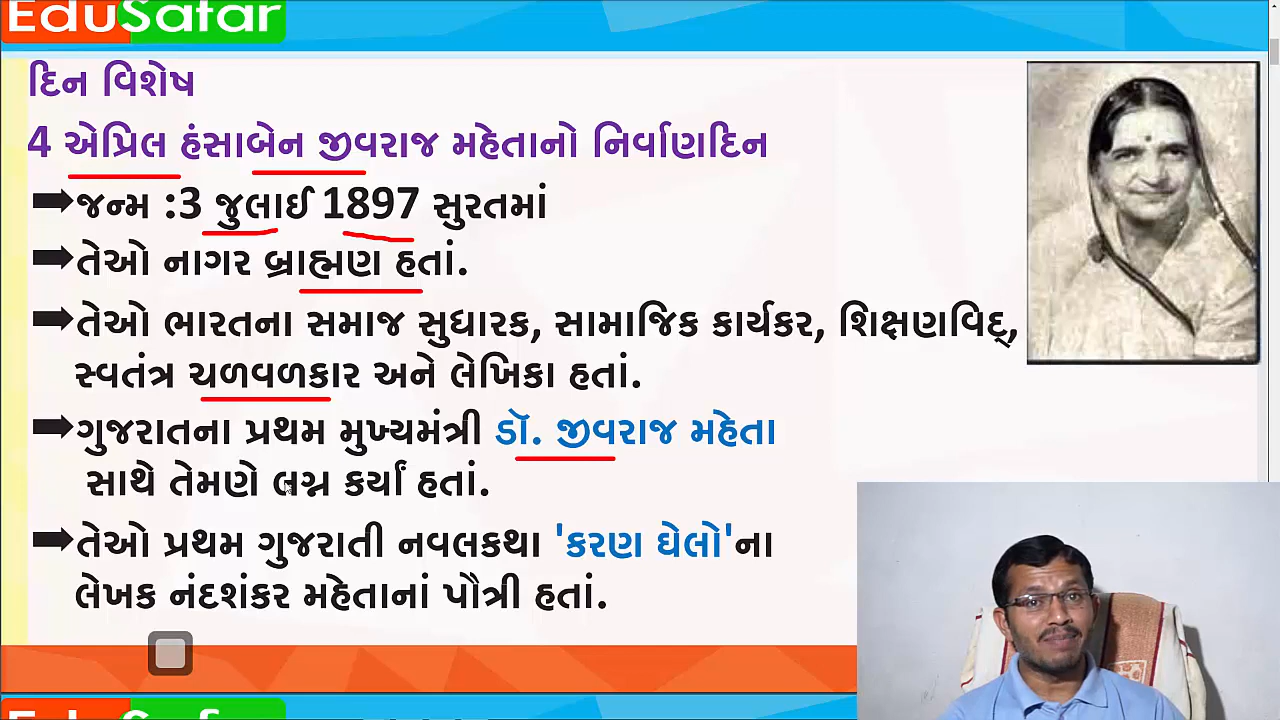 EduSafar
દિન વિશેષ
4 એપ્રિલ હંસાબેન જીવરાજ મહેતાનો નિર્વાણદિન
➡જન્મ :3 જુલાઈ 1897 સુરતમાં
➡તેઓ નાગર બ્રાહ્મણ હતાં.
➡તેઓ ભારતના સમાજ સુધારક, સામાજિક કાર્યકર, શિક્ષણવિદ્,
સ્વતંત્ર ચળવળકાર અને લેખિકા હતાં.
➡ગુજરાતના પ્રથમ મુખ્યમંત્રી ડૉ. જીવરાજ મહેતા
સાથે તેમણે લગ્ન કર્યાં હતાં.
➡તેઓ પ્રથમ ગુજરાતી નવલકથા 'કરણ ઘેલો'ના
લેખક નંદશંકર મહેતાનાં પૌત્રી હતાં.
EduSafar